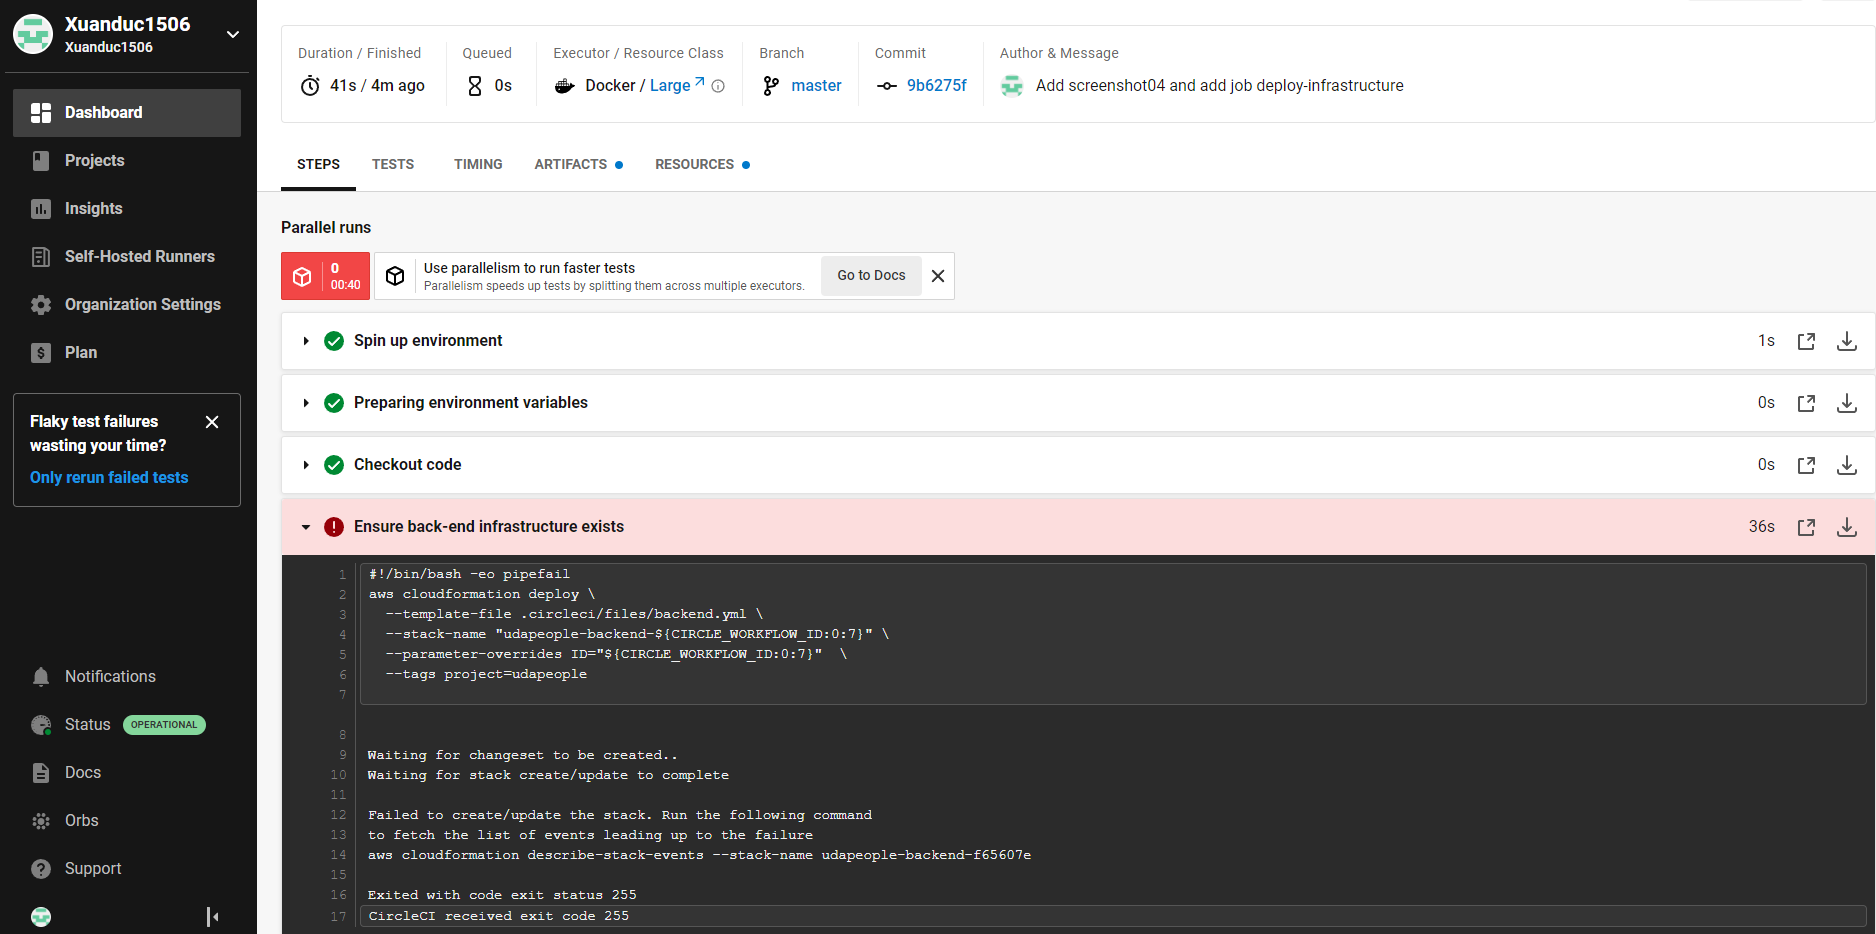 Xuanduc1506
Xuanduc1506
Dashboard
Projects
Insights
Self-Hosted Runners
Organization Settings
Plan
Flaky test failures
wasting your time?
Only rerun failed tests
Notifications
Status OPERATIONAL
Docs
Orbs
Support
Duration / Finished
41s / 4m ago
Queued
0s
Executor / Resource Class
Docker / Large
Branch
master
Commit
9b6275f
Author & Message
Add screenshot04 and add job deploy-infrastructure
STEPS TESTS TIMING ARTIFACTS RESOURCES
Parallel runs
0
00:40
Use parallelism to run faster tests
Parallelism speeds up tests by splitting them across multiple executors.
Go to Docs
Spin up environment 1s
Preparing environment variables 0s
Checkout code 0s
Ensure back-end infrastructure exists 36s
1 #!/bin/bash -eo pipefail
2 aws cloudformation deploy \
3 --template-file .circleci/files/backend.yml \
4 --stack-name "udapeople-backend-${CIRCLE_WORKFLOW_ID:0:7}" \
5 --parameter-overrides ID="${CIRCLE_WORKFLOW_ID:0:7}" \
6 --tags project=udapeople
7
8
9 Waiting for changeset to be created..
10 Waiting for stack create/update to complete
11
12 Failed to create/update the stack. Run the following command
13 to fetch the list of events leading up to the failure
14 aws cloudformation describe-stack-events --stack-name udapeople-backend-f65607e
15
16 Exited with code exit status 255
17 CircleCI received exit code 255